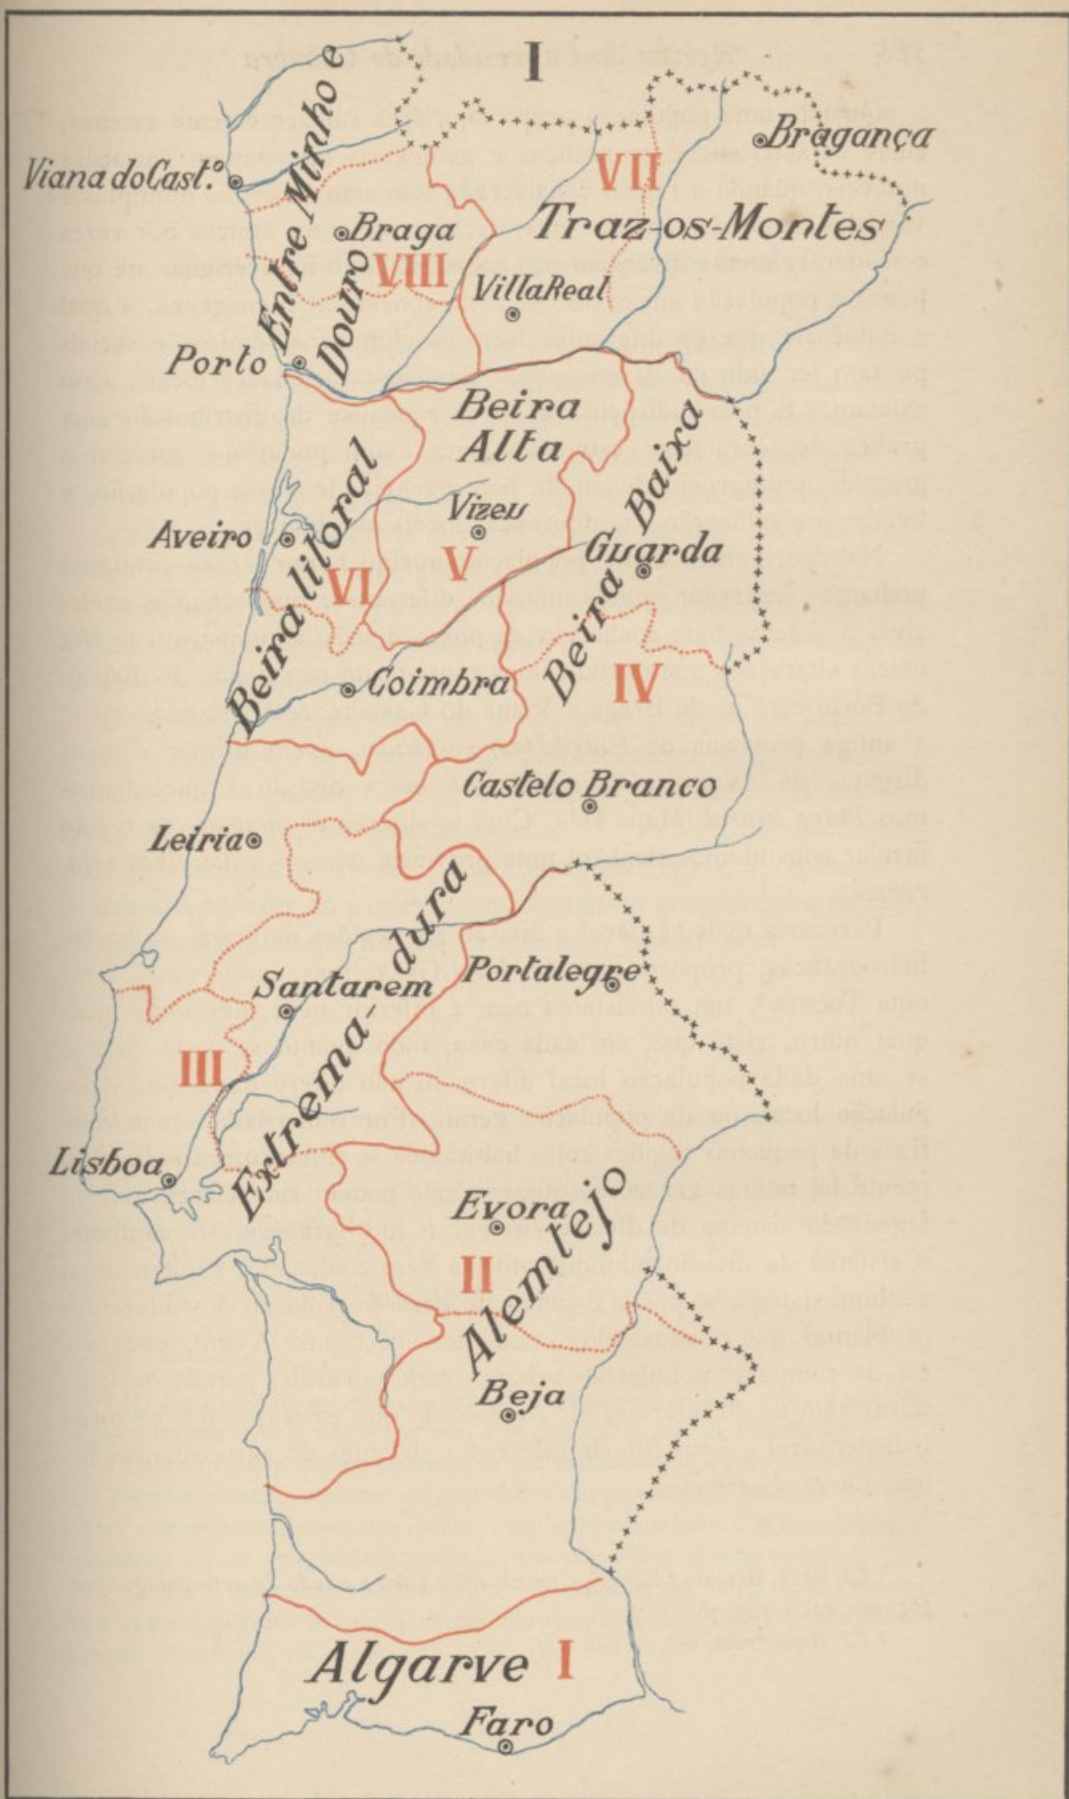 I
Entre Minho e
Douro
Viana do Cast.º
Braga
VIII
VII
Bragança
Traz-os-Montes
Villa Real
Porto
Beira
Alta
Vizeu
V
Aveiro
Beira litoral
VI
Guarda
Beira Baixa
IV
Coimbra
Castelo Branco
Leiria
Santarem
Portalegre
III
Extrema-dura
Lisboa
Evora
II
Alemtejo
Beja
Algarve I
Faro